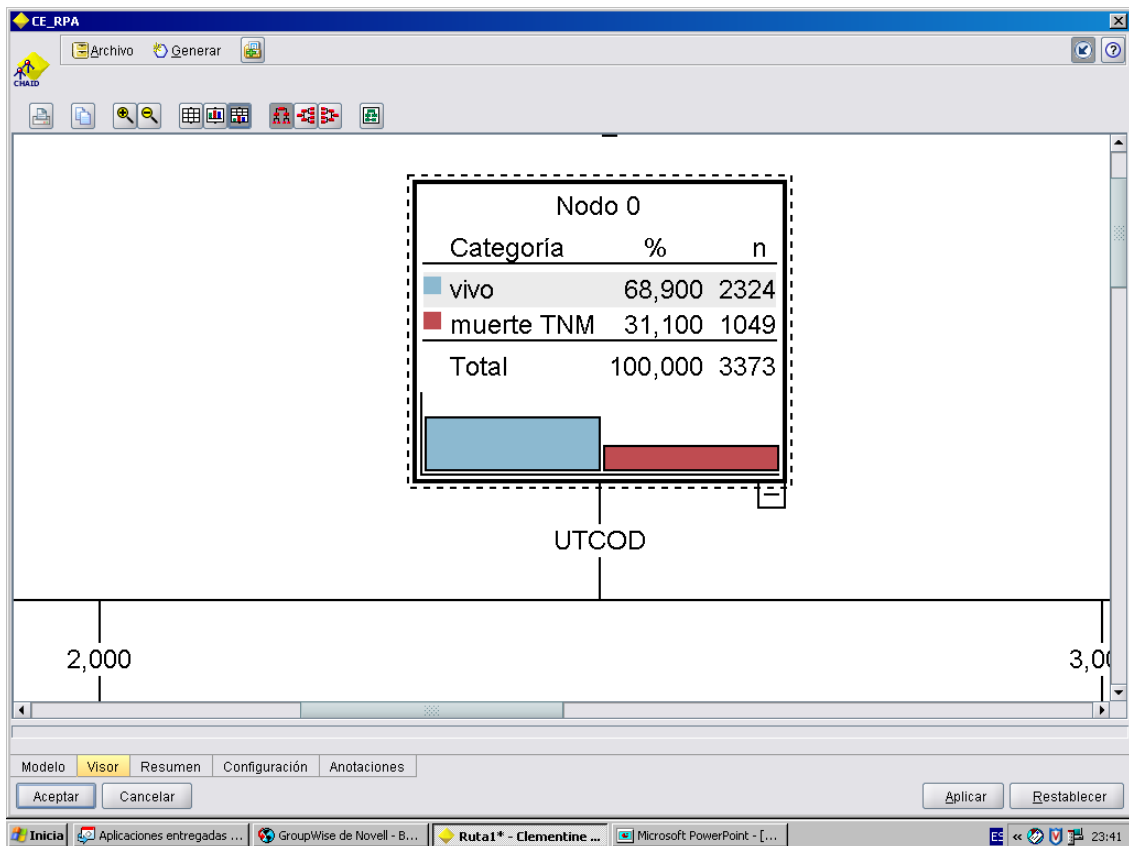 CE_RPA
Archivo Generar
CHAID
Nodo 0
Categoría % n
vivo 68,900 2324
muerte TNM 31,100 1049
Total 100,000 3373
UTCOD
2,000
Modelo Visor Resumen Configuración Anotaciones
Aceptar Cancelar Aplicar Restablecer
Inicia Aplicaciones entregadas ... GroupWise de Novell - B... Ruta1* - Clementine ... Microsoft PowerPoint - [... ES « 23:41